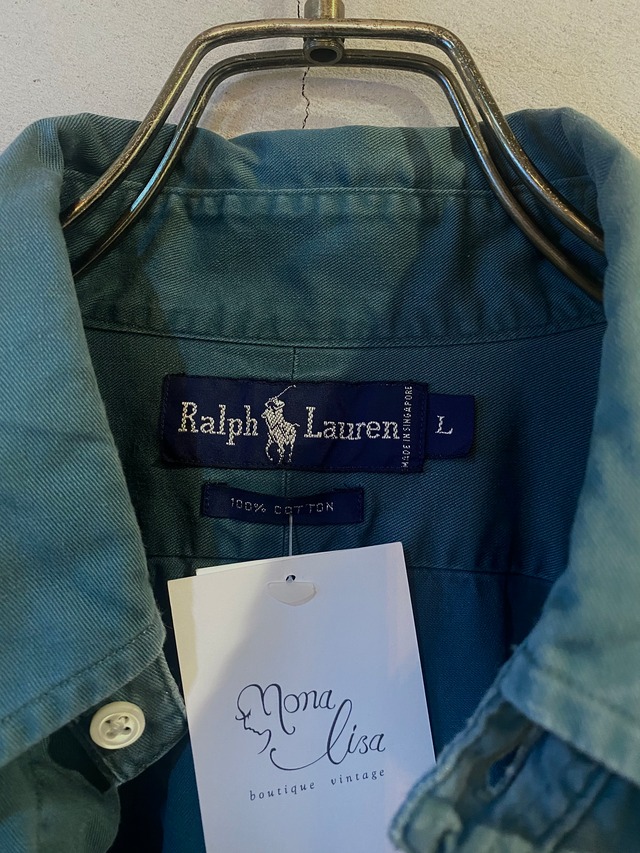 Ralph Lauren
MADE IN SINGAPORE
L
100% COTTON
Mona
lisa
boutique vintage